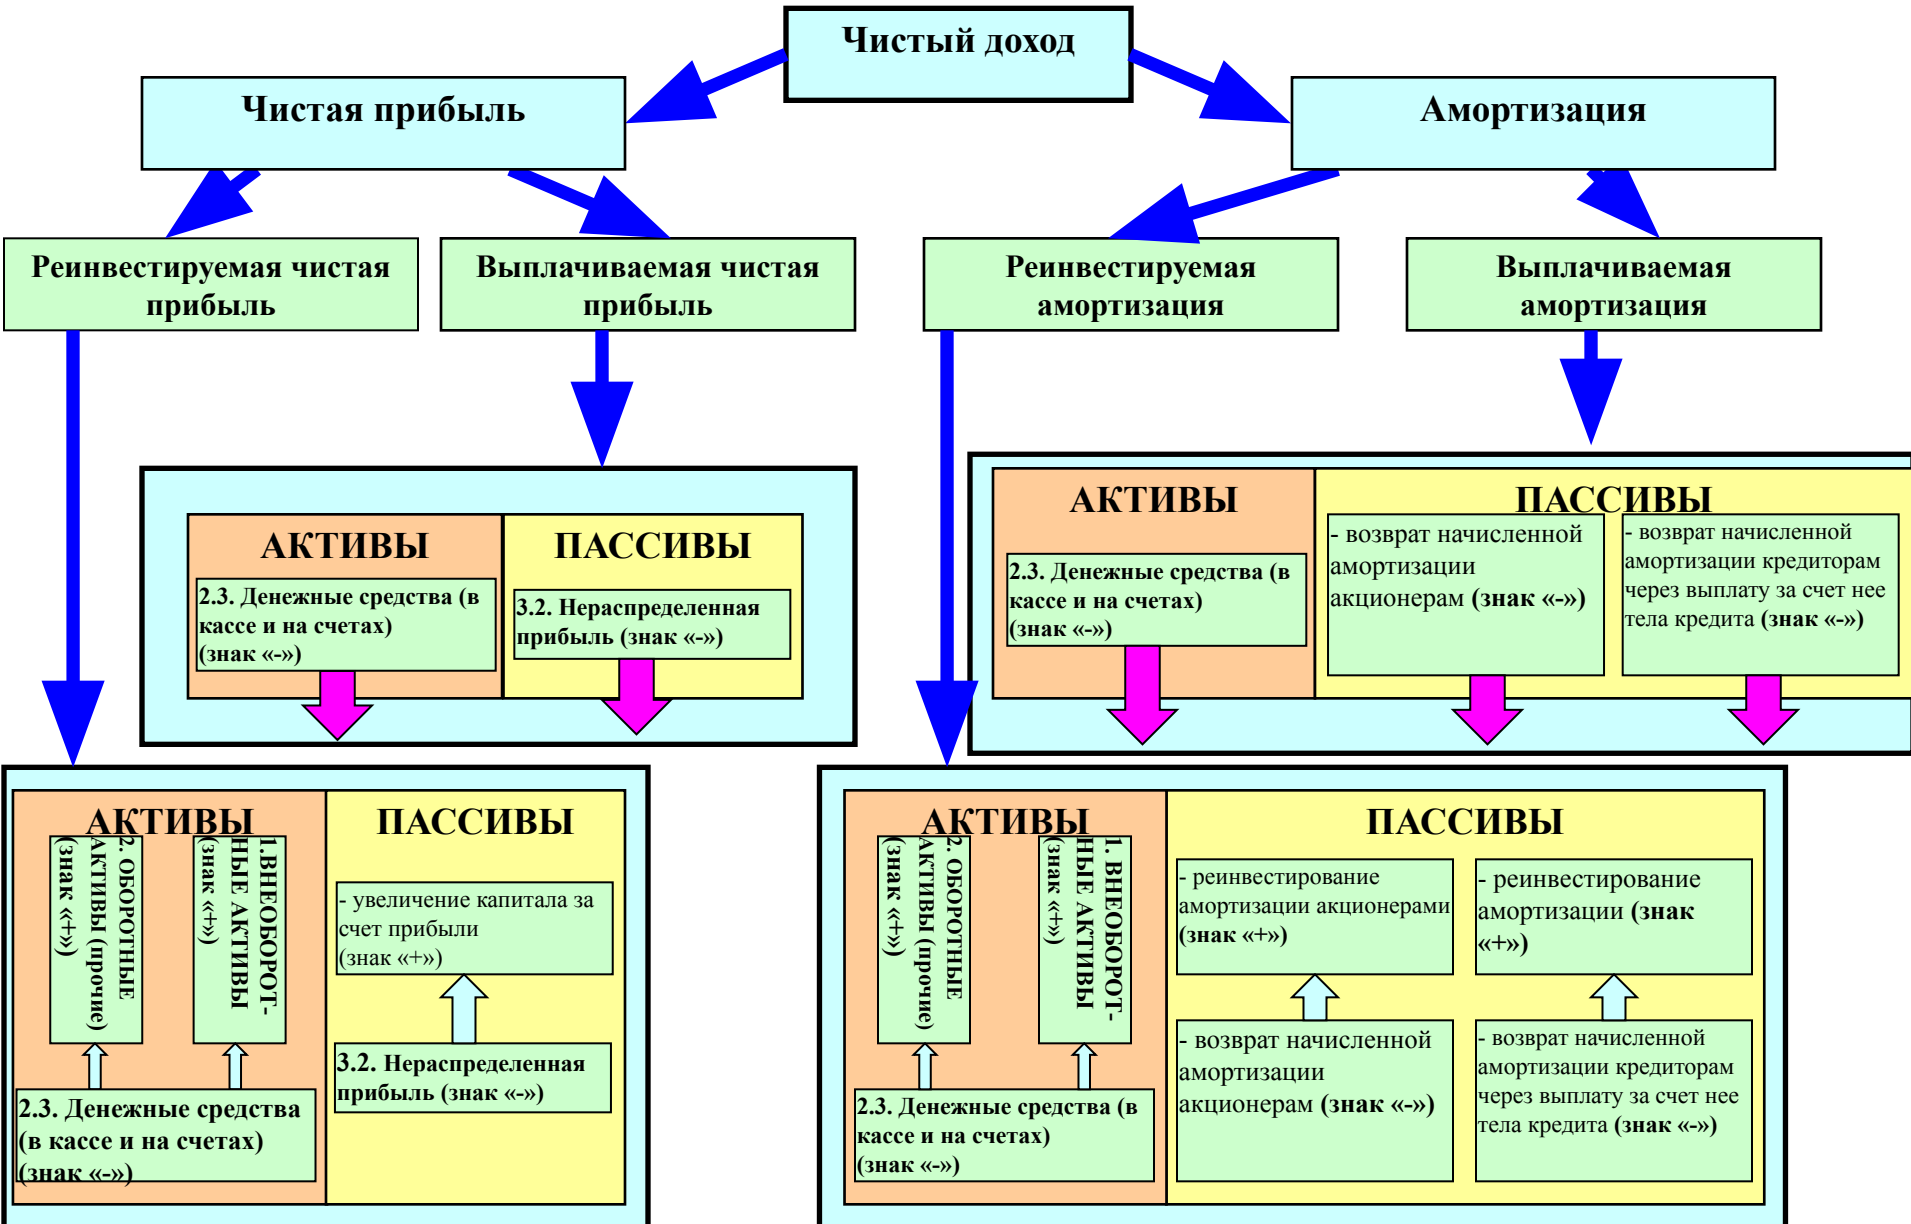 Чистый доход
Чистая прибыль
Амортизация
Реинвестируемая чистая
прибыль
Выплачиваемая чистая
прибыль
Реинвестируемая
амортизация
Выплачиваемая
амортизация
АКТИВЫ
2.3. Денежные средства (в
кассе и на счетах)
(знак «-»)
ПАССИВЫ
3.2. Нераспределенная
прибыль (знак «-»)
АКТИВЫ
2.3. Денежные средства (в
кассе и на счетах)
(знак «-»)
ПАССИВЫ
- возврат начисленной
амортизации
акционерам (знак «-»)
- возврат начисленной
амортизации кредиторам
через выплату за счет нее
тела кредита (знак «-»)
АКТИВЫ
2. ОБОРОТНЫЕ
АКТИВЫ (прочие)
(знак «+»)
1.ВНЕОБОРОТ-
НЫЕ АКТИВЫ
(знак «+»)
2.3. Денежные средства
(в кассе и на счетах)
(знак «-»)
ПАССИВЫ
- увеличение капитала за
счет прибыли
(знак «+»)
3.2. Нераспределенная
прибыль (знак «-»)
АКТИВЫ
2. ОБОРОТНЫЕ
АКТИВЫ (прочие)
(знак «+»)
1. ВНЕОБОРОТ-
НЫЕ АКТИВЫ
(знак «+»)
2.3. Денежные средства (в
кассе и на счетах)
(знак «-»)
ПАССИВЫ
- реинвестирование
амортизации акционерами
(знак «+»)
- реинвестирование
амортизации (знак
«+»)
- возврат начисленной
амортизации
акционерам (знак «-»)
- возврат начисленной
амортизации кредиторам
через выплату за счет нее
тела кредита (знак «-»)